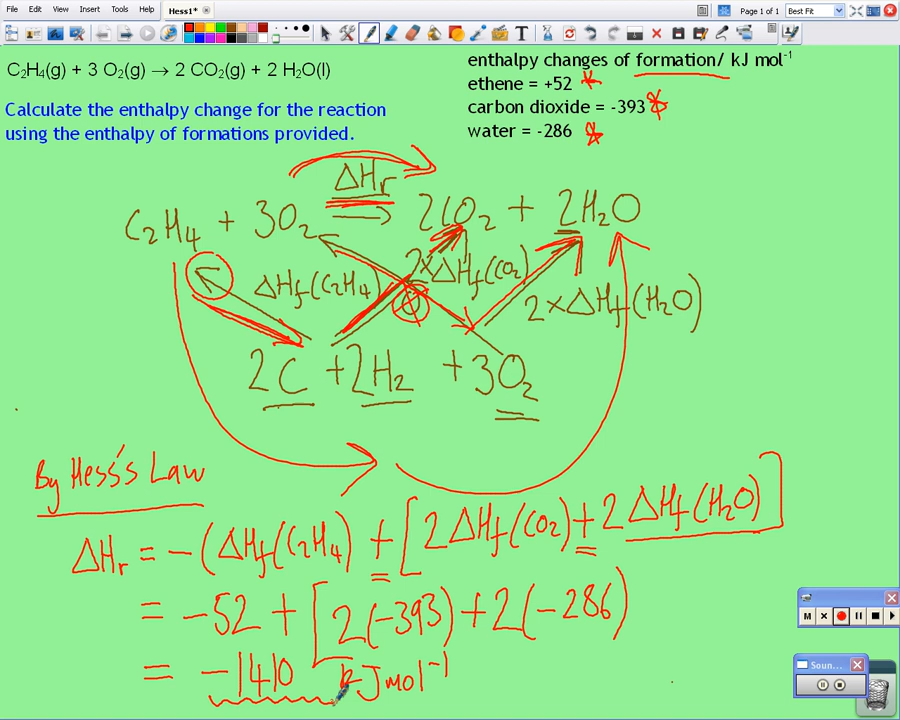 File Edit View Insert Tools Help Hess1* Page 1 of 1 Best Fit
C₂H₄(g) + 3 O₂(g) → 2 CO₂(g) + 2 H₂O(l)
Calculate the enthalpy change for the reaction
using the enthalpy of formations provided.
enthalpy changes of formation/ kJ mol⁻¹
ethene = +52
carbon dioxide = -393
water = -286
ΔHr
C₂H₄ + 3O₂ → 2CO₂ + 2H₂O
ΔHf(C₂H₄) 2×ΔHf(CO₂) 2×ΔHf(H₂O)
2C + 2H₂ + 3O₂
By Hess's Law
ΔHr = -(ΔHf(C₂H₄) + [2ΔHf(CO₂) + 2ΔHf(H₂O)]
= -52 + [2(-393) + 2(-286)
= -1410 kJmol⁻¹
M
Soun...